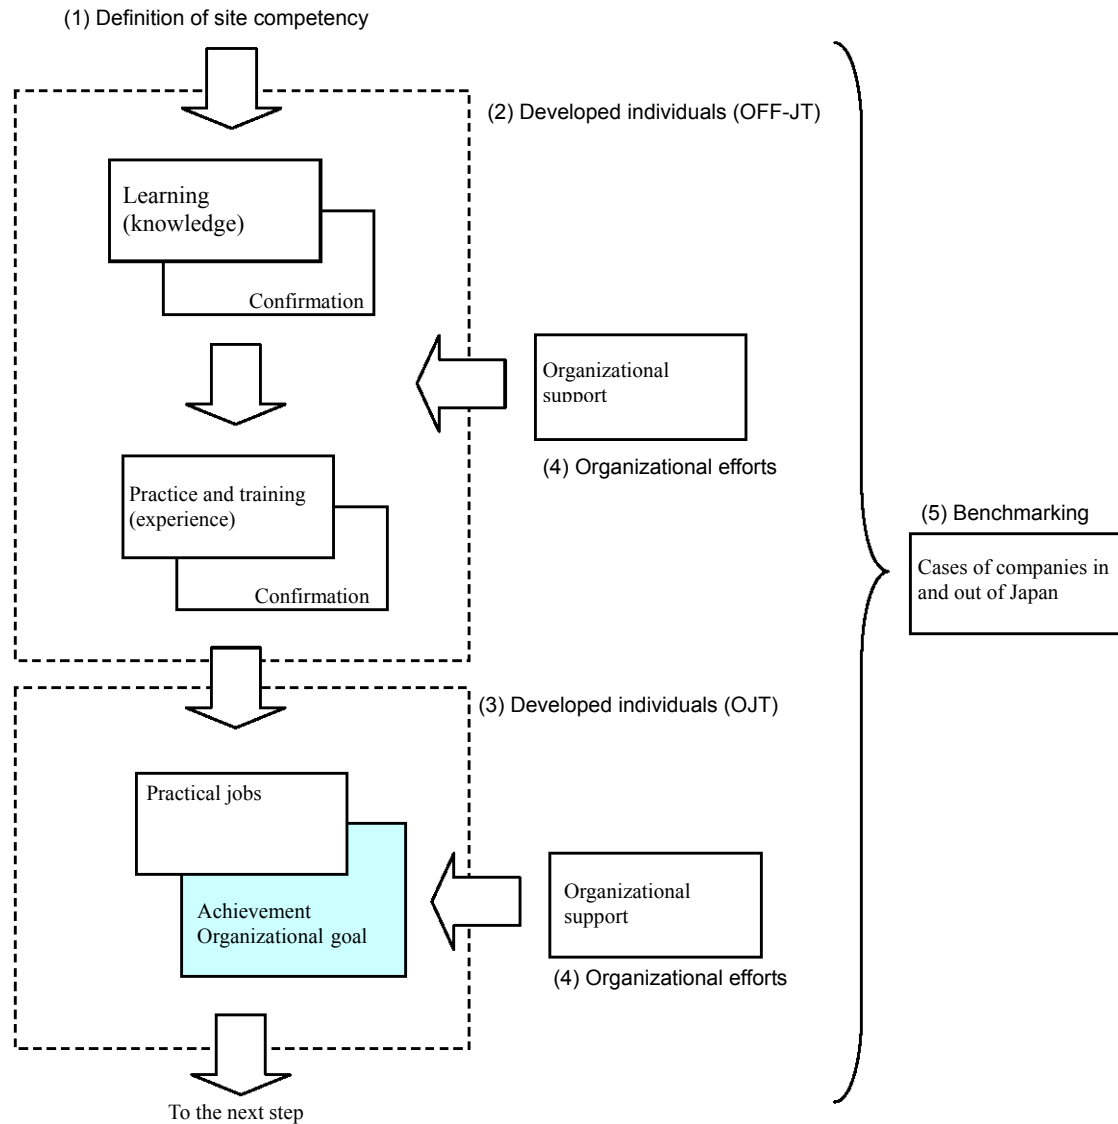 (1) Definition of site competency
(2) Developed individuals (OFF-JT)
Learning
(knowledge)
Confirmation
Organizational
support
(4) Organizational efforts
Practice and training
(experience)
Confirmation
(5) Benchmarking
Cases of companies in
and out of Japan
(3) Developed individuals (OJT)
Practical jobs
Achievement
Organizational goal
Organizational
support
(4) Organizational efforts
To the next step